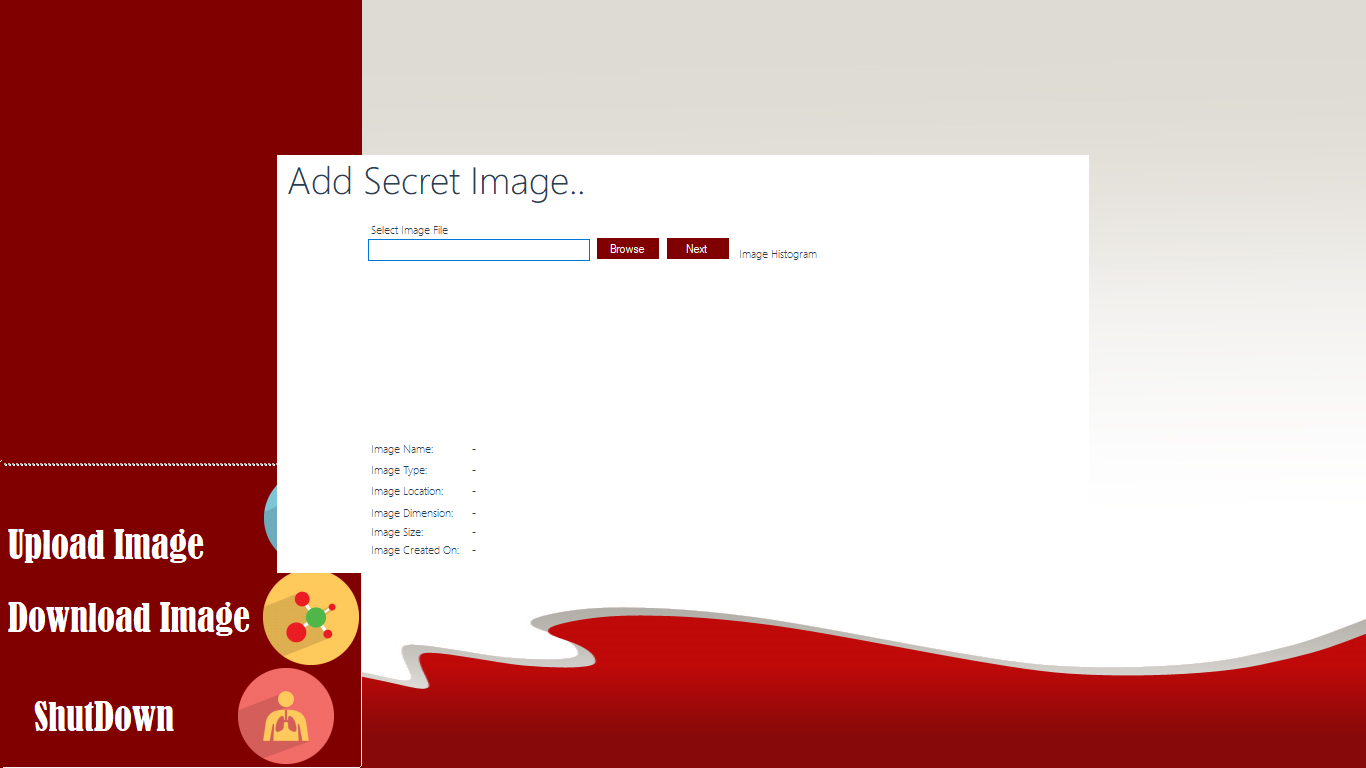 Add Secret Image..
Select Image File
Browse Next Image Histogram
Image Name: -
Image Type: -
Image Location: -
Image Dimension: -
Image Size: -
Image Created On: -
Upload Image
Download Image
ShutDown